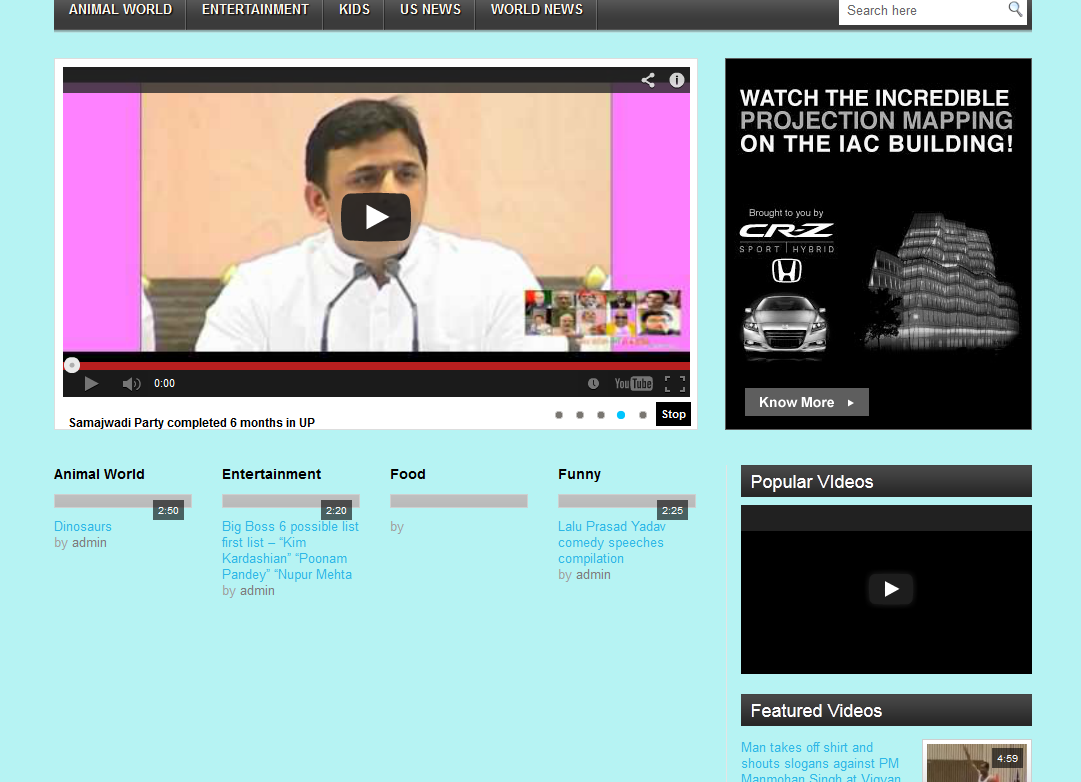 ANIMAL WORLD
ENTERTAINMENT
KIDS
US NEWS
WORLD NEWS
Search here
0:00
YouTube
Samajwadi Party completed 6 months in UP
Stop
WATCH THE INCREDIBLE
PROJECTION MAPPING
ON THE IAC BUILDING!
Brought to you by
CR-Z
SPORT | HYBRID
Know More
Animal World
2:50
Dinosaurs
by admin
Entertainment
2:20
Big Boss 6 possible list
first list – “Kim
Kardashian” “Poonam
Pandey” “Nupur Mehta
by admin
Food
by
Funny
2:25
Lalu Prasad Yadav
comedy speeches
compilation
by admin
Popular VIdeos
Featured Videos
Man takes off shirt and
shouts slogans against PM
Manmohan Singh at Vigyan
4:59